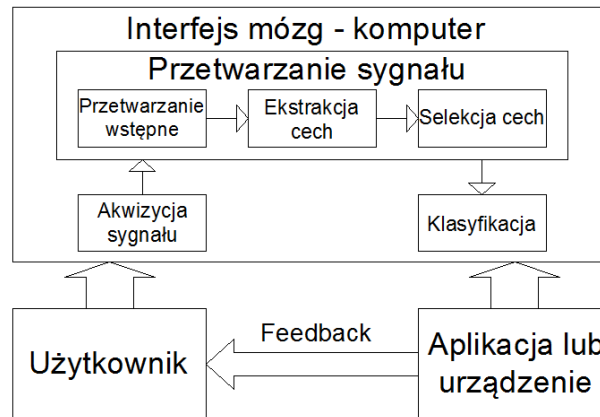 Interfejs mózg - komputer
Przetwarzanie sygnału
Przetwarzanie
wstępne
Ekstrakcja
cech
Selekcja cech
Akwizycja
sygnału
Klasyfikacja
Użytkownik
Feedback
Aplikacja lub
urządzenie